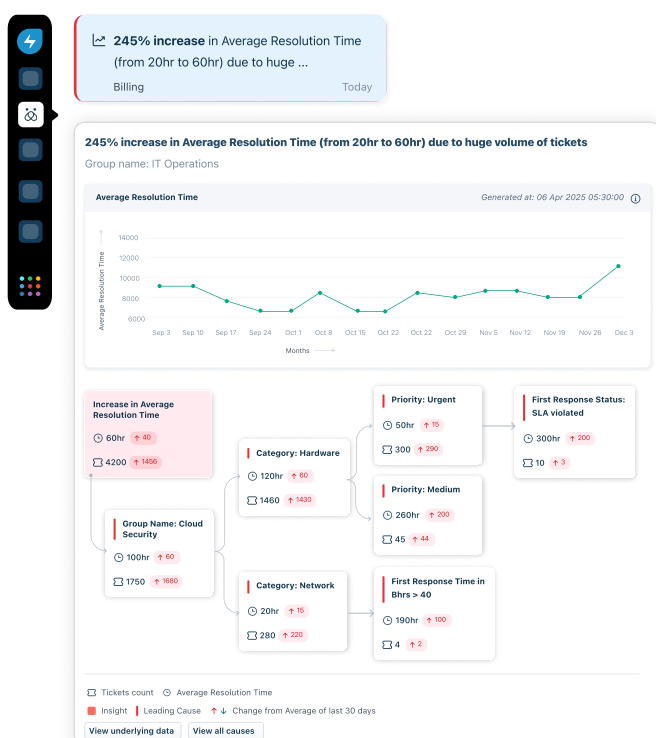 245% increase in Average Resolution Time
(from 20hr to 60hr) due to huge ...
Billing
Today
245% increase in Average Resolution Time (from 20hr to 60hr) due to huge volume of tickets
Group name: IT Operations
Average Resolution Time
Generated at: 06 Apr 2025 05:30:00
Average Resolution Time
14000
12000
10000
8000
6000
Sep 3 Sep 10 Sep 17 Sep 24 Oct 1 Oct 8 Oct 15 Oct 22 Oct 22 Oct 29 Nov 5 Nov 12 Nov 19 Nov 26 Dec 3
Months
Increase in Average
Resolution Time
60hr ↑ 40
4200 ↑ 1456
Group Name: Cloud
Security
100hr ↑ 60
1750 ↑ 1680
Category: Hardware
120hr ↑ 60
1460 ↑ 1430
Category: Network
20hr ↑ 15
280 ↑ 220
Priority: Urgent
50hr ↑ 15
300 ↑ 290
Priority: Medium
260hr ↑ 200
45 ↑ 44
First Response Time in
Bhrs > 40
190hr ↑ 100
4 ↑ 2
First Response Status:
SLA violated
300hr ↑ 200
10 ↑ 3
Tickets count Average Resolution Time
Insight Leading Cause ↑ ↓ Change from Average of last 30 days
View underlying data View all causes